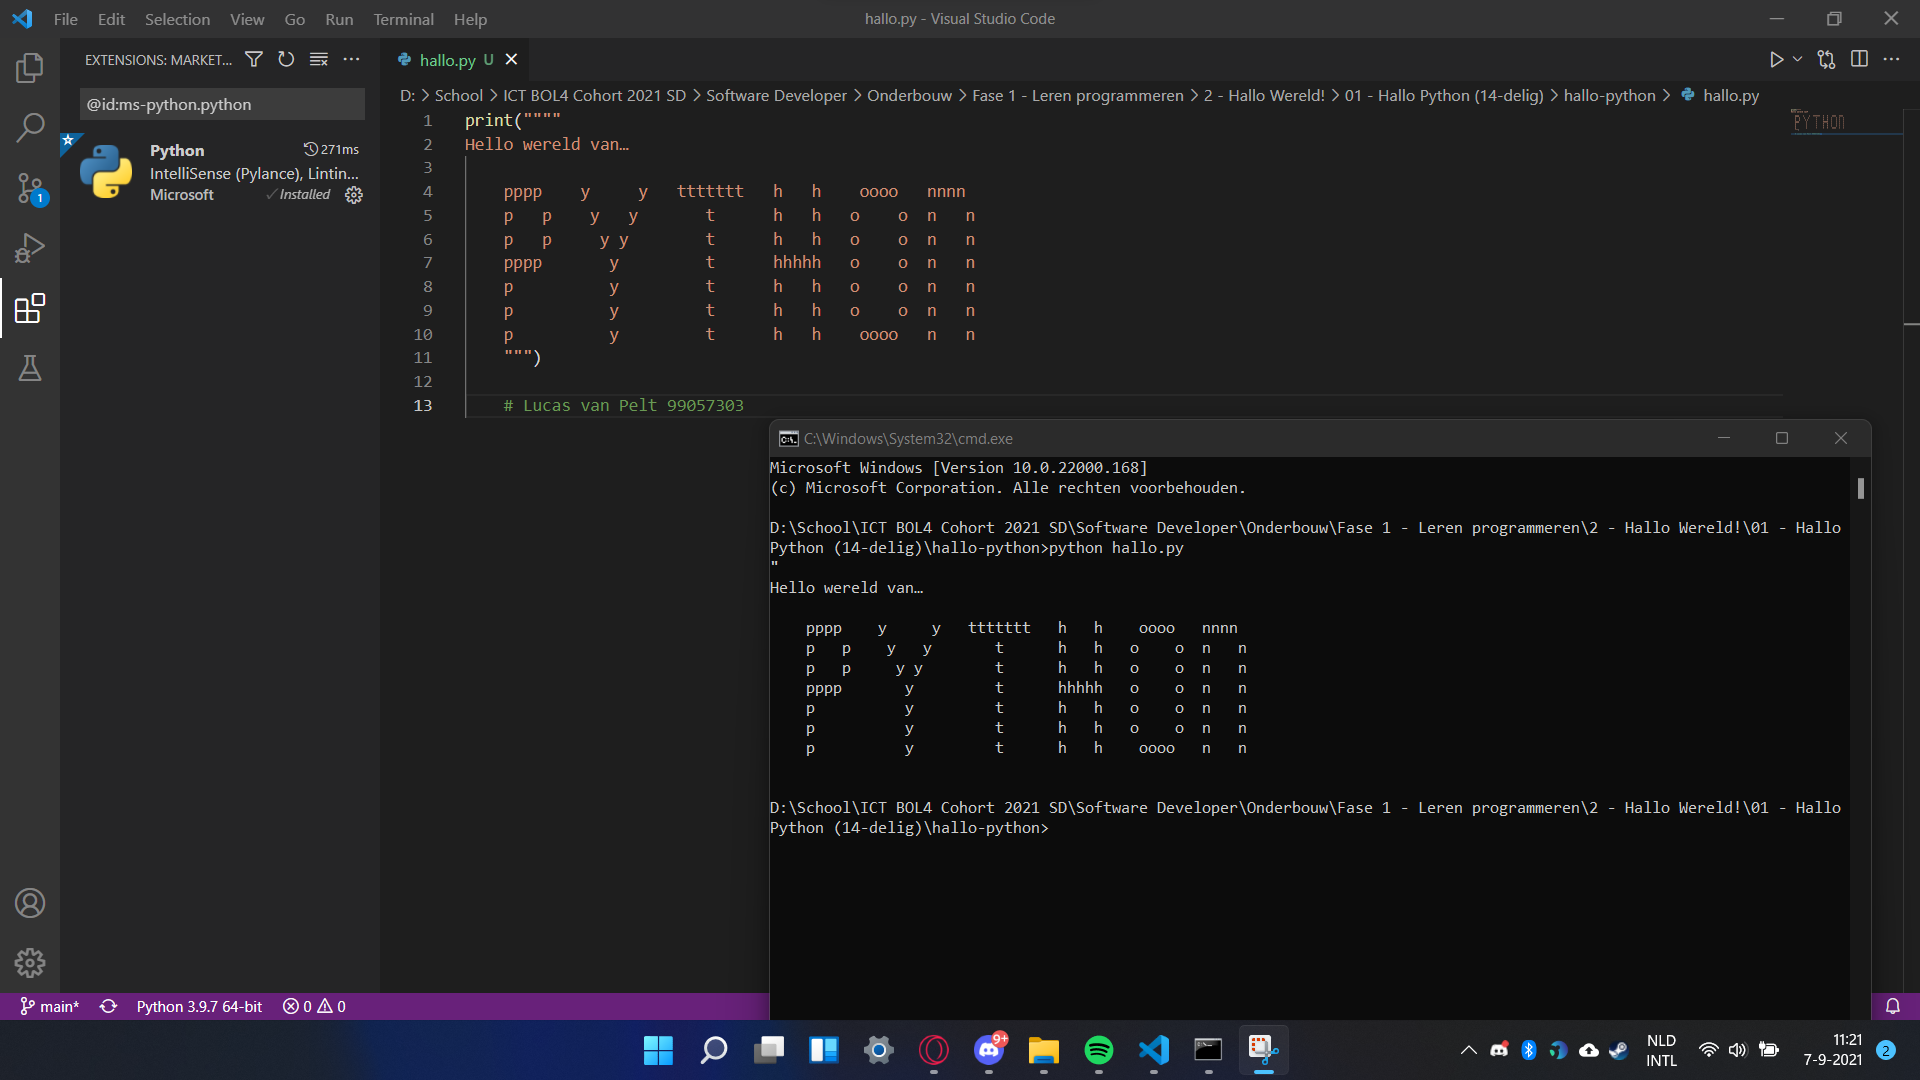 File Edit Selection View Go Run Terminal Help
hallo.py - Visual Studio Code
EXTENSIONS: MARKET...
hallo.py U
@id:ms-python.python
D: > School > ICT BOL4 Cohort 2021 SD > Software Developer > Onderbouw > Fase 1 - Leren programmeren > 2 - Hallo Wereld! > 01 - Hallo Python (14-delig) > hallo-python > hallo.py
Python 271ms
IntelliSense (Pylance), Lintin...
Microsoft Installed
1
1 print(""""
2 Hello wereld van…
3
4     pppp    y     y   ttttttt   h   h    oooo   nnnn
5     p   p    y   y       t      h   h   o    o  n   n
6     p   p     y y        t      h   h   o    o  n   n
7     pppp       y         t      hhhhh   o    o  n   n
8     p          y         t      h   h   o    o  n   n
9     p          y         t      h   h   o    o  n   n
10     p          y         t      h   h    oooo   n   n
11     """)
12
13     # Lucas van Pelt 99057303
C:\Windows\System32\cmd.exe
Microsoft Windows [Version 10.0.22000.168]
(c) Microsoft Corporation. Alle rechten voorbehouden.
D:\School\ICT BOL4 Cohort 2021 SD\Software Developer\Onderbouw\Fase 1 - Leren programmeren\2 - Hallo Wereld!\01 - Hallo
Python (14-delig)\hallo-python>python hallo.py
"
Hello wereld van…
    pppp    y     y   ttttttt   h   h    oooo   nnnn
    p   p    y   y       t      h   h   o    o  n   n
    p   p     y y        t      h   h   o    o  n   n
    pppp       y         t      hhhhh   o    o  n   n
    p          y         t      h   h   o    o  n   n
    p          y         t      h   h   o    o  n   n
    p          y         t      h   h    oooo   n   n
D:\School\ICT BOL4 Cohort 2021 SD\Software Developer\Onderbouw\Fase 1 - Leren programmeren\2 - Hallo Wereld!\01 - Hallo
Python (14-delig)\hallo-python>
main* Python 3.9.7 64-bit 0 0
9+
NLD
INTL
11:21
7-9-2021
2